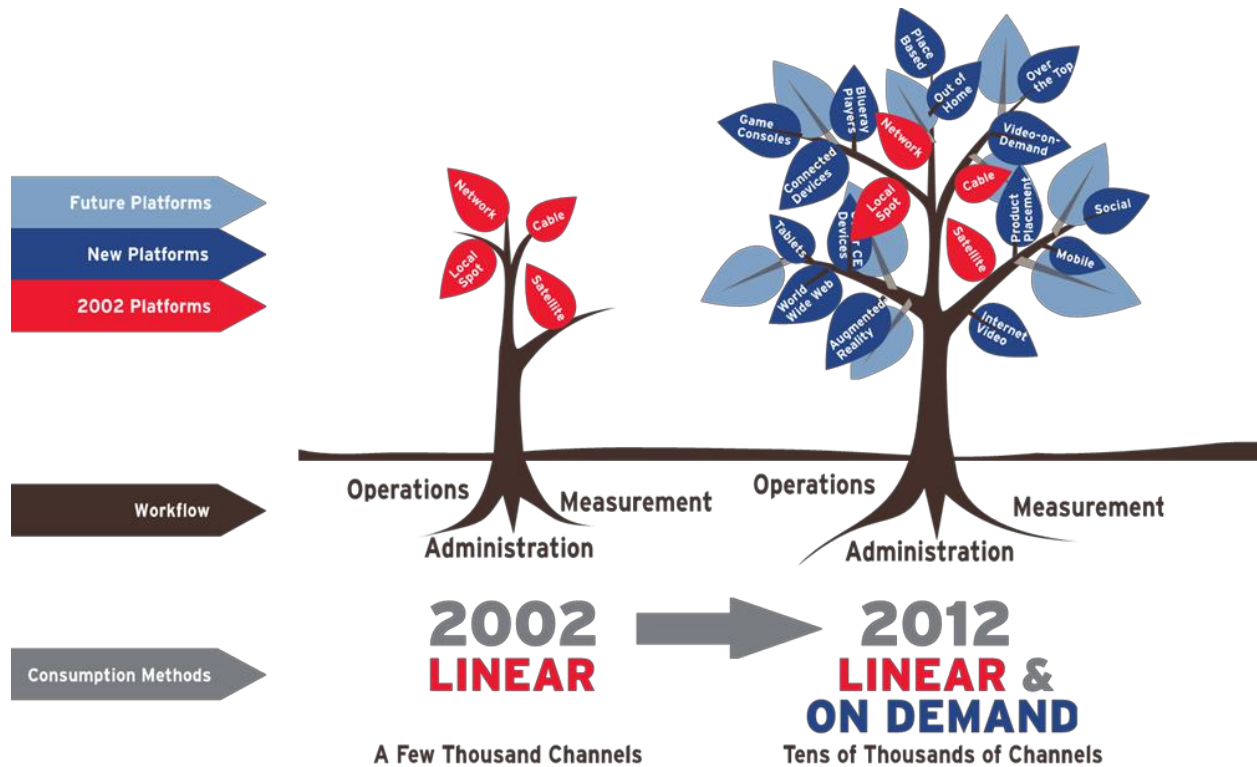 Future Platforms
New Platforms
2002 Platforms
Workflow
Consumption Methods
Network
Cable
Local
Spot
Satellite
Operations
Measurement
Administration
2002
LINEAR
A Few Thousand Channels
Place
Based
Out of
Home
Over
the Top
Blueray
Players
Game
Consoles
Network
Video-on-
Demand
Connected
Devices
Cable
Local
Spot
Product
Placement
Social
Tablets
CE
Devices
Satellite
Mobile
World
Wide Web
Augmented
Reality
Internet
Video
Operations
Measurement
Administration
2012
LINEAR &
ON DEMAND
Tens of Thousands of Channels